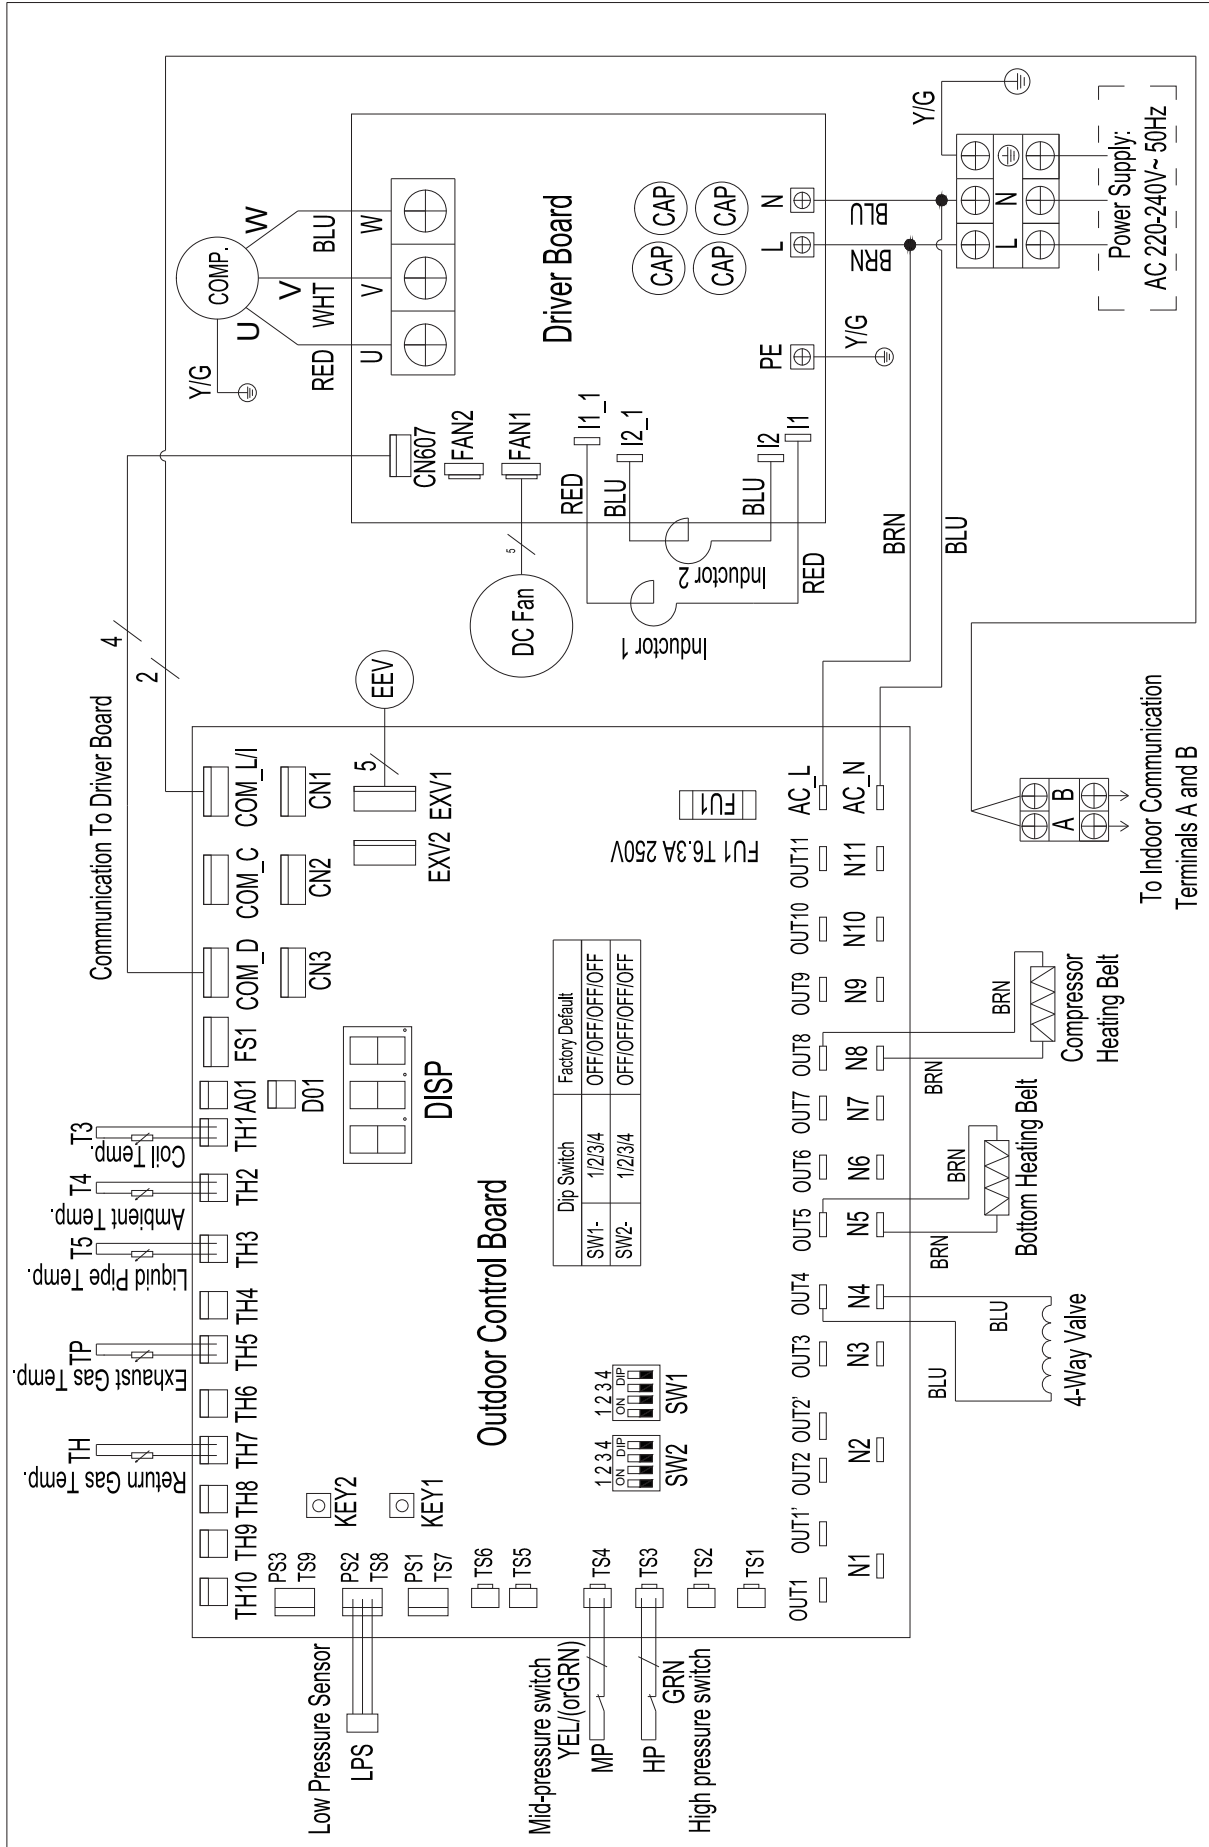 Communication To Driver Board
4
2
Low Pressure Sensor
LPS
Mid-pressure switch
YEL/(orGRN)
MP
HP
GRN
High pressure switch
TH
Return Gas Temp.
TP
Exhaust Gas Temp.
T5
Liquid Pipe Temp.
T4
Ambient Temp.
T3
Coil Temp.
TH10
TH9
TH8
TH7
TH6
TH5
TH4
TH3
TH2
TH1
A01
FS1
COM_D
COM_C
COM_L/I
D01
CN3
CN2
CN1
PS3
TS9
PS2
TS8
PS1
TS7
TS6
TS5
TS4
TS3
TS2
TS1
KEY2
KEY1
DISP
EXV2
EXV1
5
EEV
Outdoor Control Board
Dip Switch
Factory Default
SW1-
1/2/3/4
OFF/OFF/OFF/OFF
SW2-
1/2/3/4
OFF/OFF/OFF/OFF
1 2 3 4
ON DIP
SW2
1 2 3 4
ON DIP
SW1
FU1 T6.3A 250V
FU1
OUT1
OUT1'
OUT2
OUT2'
OUT3
OUT4
OUT5
OUT6
OUT7
OUT8
OUT9
OUT10
OUT11
AC_L
N1
N2
N3
N4
N5
N6
N7
N8
N9
N10
N11
AC_N
BLU
BLU
4-Way Valve
BRN
BRN
Bottom Heating Belt
BRN
BRN
Compressor
Heating Belt
A
B
To Indoor Communication
Terminals A and B
COMP.
Y/G
U
V
W
RED
WHT
BLU
U
V
W
CN607
FAN2
FAN1
5
DC Fan
Driver Board
I1_1
I2_1
I2
I1
RED
BLU
BLU
RED
Inductor 1
Inductor 2
CAP
CAP
CAP
CAP
PE
L
N
Y/G
BRN
BLU
BRN
BLU
Y/G
L
N
Power Supply:
AC 220-240V~ 50Hz